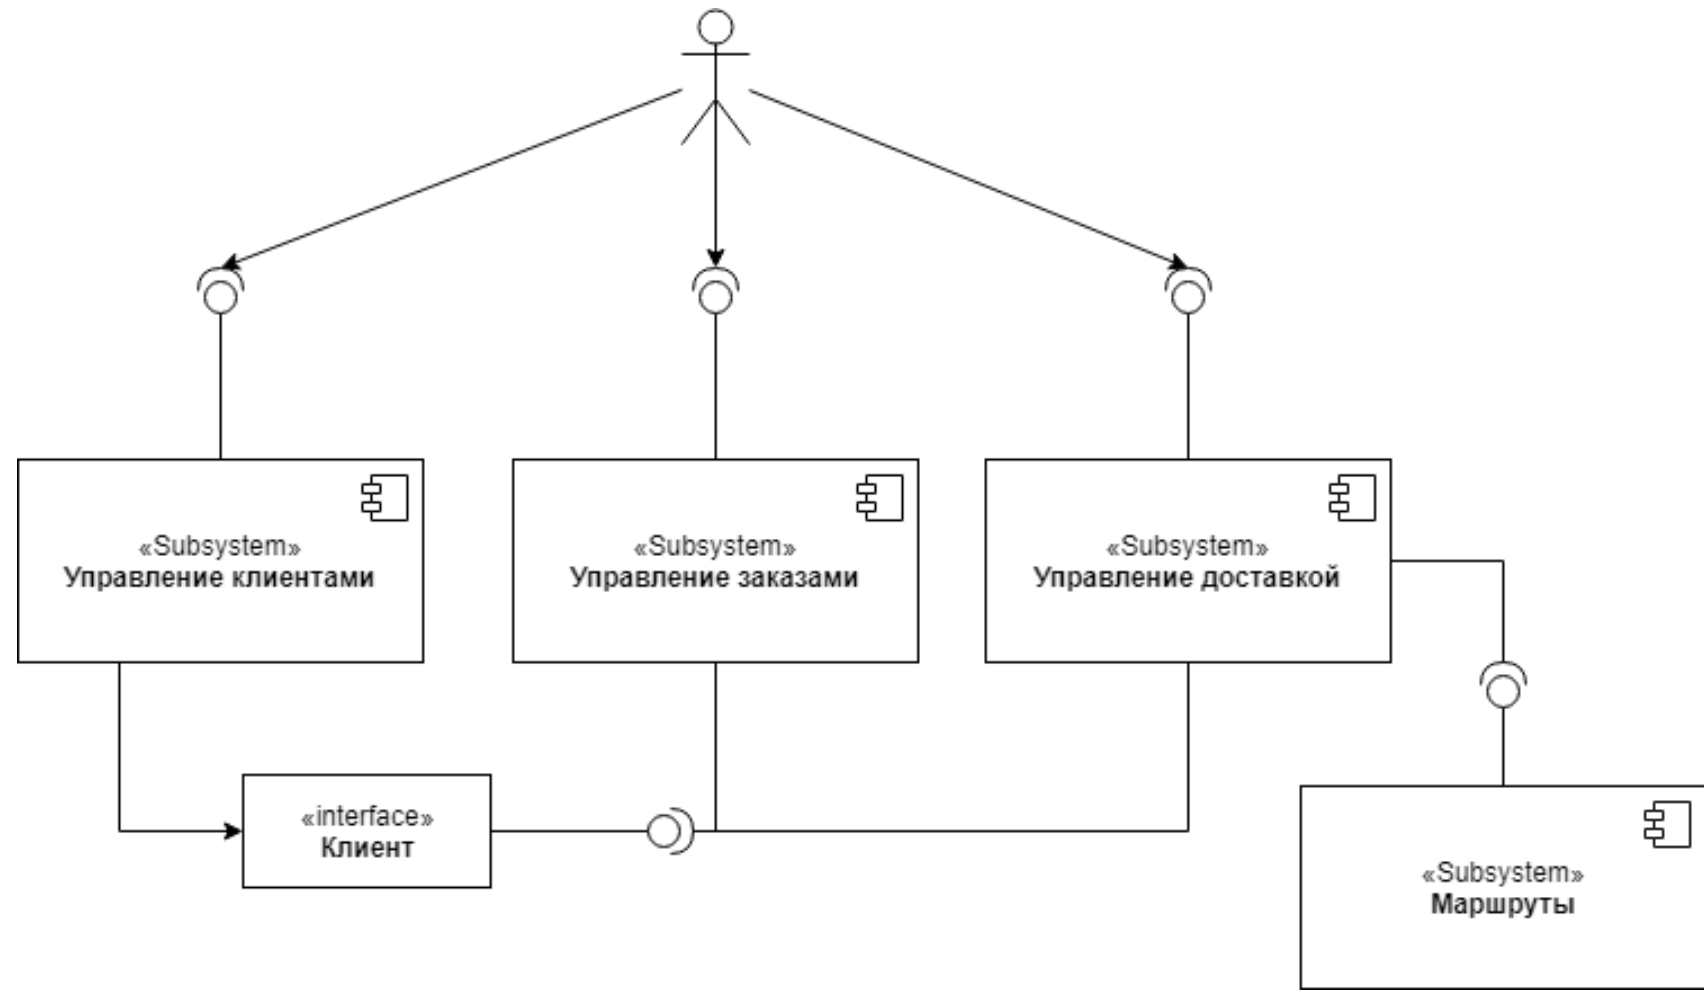 «Subsystem»
Управление клиентами
«Subsystem»
Управление заказами
«Subsystem»
Управление доставкой
«interface»
Клиент
«Subsystem»
Маршруты